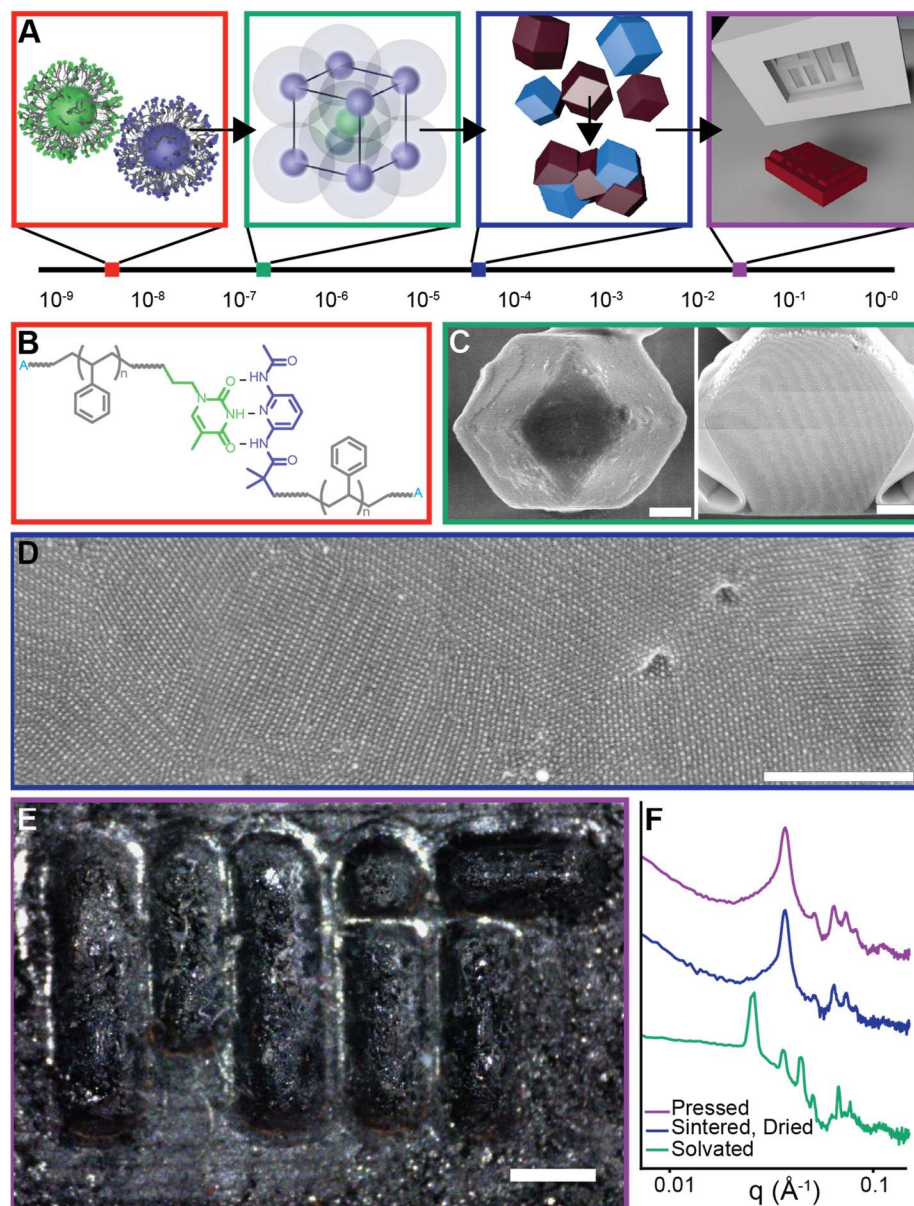 A
10⁻⁹ 10⁻⁸ 10⁻⁷ 10⁻⁶ 10⁻⁵ 10⁻⁴ 10⁻³ 10⁻² 10⁻¹ 10⁻⁰
B
A
n
O
HN
N
NH
O
O
N
HN
O
n
A
C
D
E
F
Pressed
Sintered, Dried
Solvated
0.01 0.1
q (Å⁻¹)